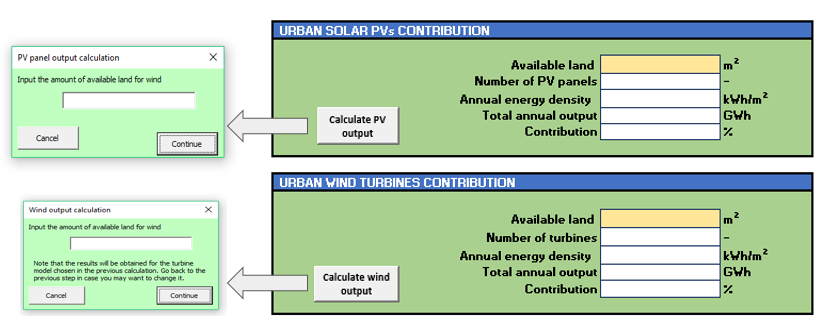 URBAN SOLAR PVs CONTRIBUTION
PV panel output calculation
Input the amount of available land for wind
Cancel
Continue
Calculate PV
output
Available land m²
Number of PV panels -
Annual energy density kWh/m²
Total annual output GWh
Contribution %
URBAN WIND TURBINES CONTRIBUTION
Wind output calculation
Input the amount of available land for wind
Note that the results will be obtained for the turbine
model chosen in the previous calculation. Go back to the
previous step in case you may want to change it.
Cancel
Continue
Calculate wind
output
Available land m²
Number of turbines -
Annual energy density kWh/m²
Total annual output GWh
Contribution %